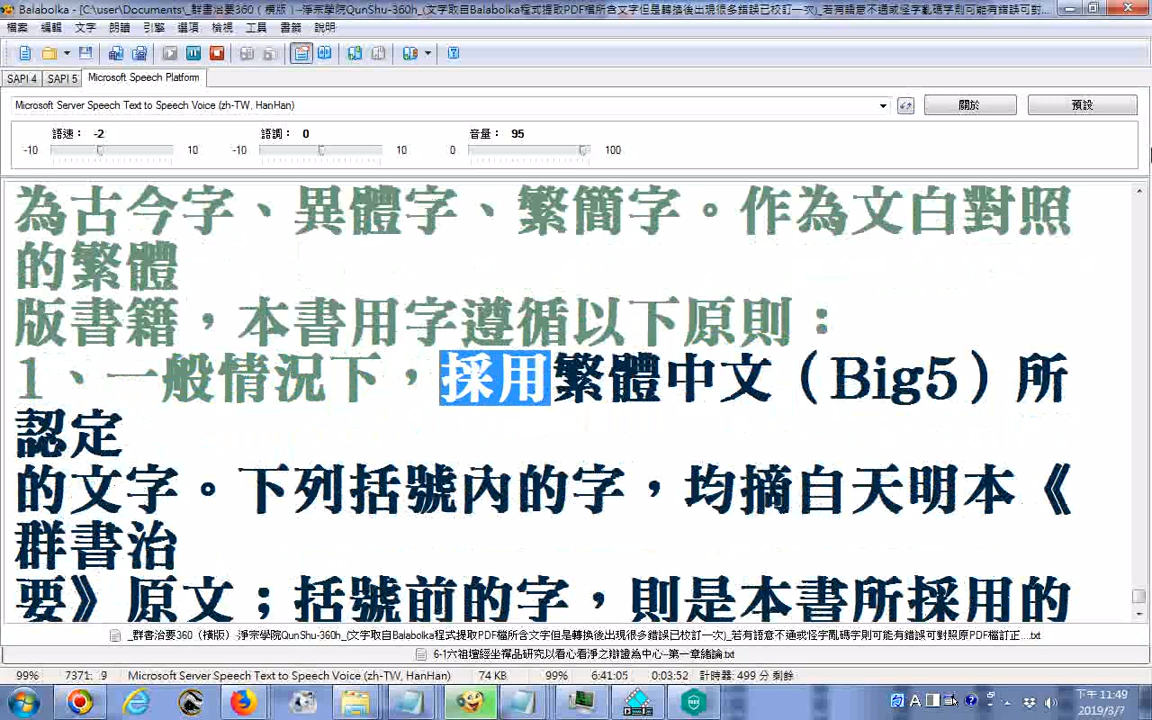 Balabolka - [C:\user\Documents\_群書治要360（橫版）-淨宗學院QunShu-360h_(文字取自Balabolka程式提取PDF檔所含文字但是轉換後出現很多錯誤已校訂一次)_若有語意不通或怪字亂碼字則可能有錯誤可對...
檔案 編輯 文字 朗讀 引擎 選項 檢視 工具 書籤 說明
SAPI 4 SAPI 5 Microsoft Speech Platform
Microsoft Server Speech Text to Speech Voice (zh-TW, HanHan) 關於 預設
語速： -2 語調： 0 音量： 95
-10 10 -10 10 0 100
為古今字、異體字、繁簡字。作為文白對照
的繁體
版書籍，本書用字遵循以下原則：
1、一般情況下，採用繁體中文（Big5）所
認定
的文字。下列括號內的字，均摘自天明本《
群書治
要》原文；括號前的字，則是本書所採用的
_群書治要360（橫版）-淨宗學院QunShu-360h_(文字取自Balabolka程式提取PDF檔所含文字但是轉換後出現很多錯誤已校訂一次)_若有語意不通或怪字亂碼字則可能有錯誤可對照原PDF檔訂正....txt
6-1六祖壇經坐禪品研究以看心看淨之辯證為中心--第一章緒論.txt
99% 7371: 9 Microsoft Server Speech Text to Speech Voice (zh-TW, HanHan) 74 KB 99% 6:41:05 0:03:52 計時器: 499 分 剩餘
下午 11:49
2019/3/7